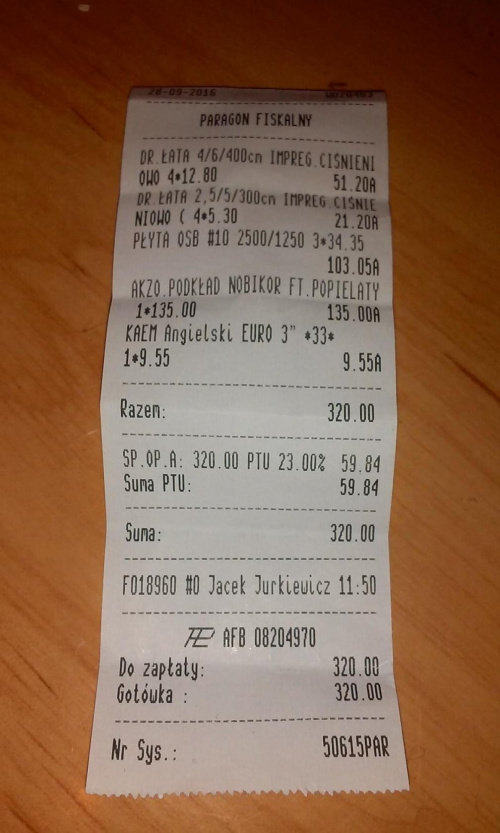 28-09-2016
PARAGON FISKALNY
DR.ŁATA 4/6/400cm IMPREG.CIŚNIENI
OWO 4*12.80 51.20A
DR ŁATA 2,5/5/300cm IMPREG.CIŚNIE
NIOWO ( 4*5.30 21.20A
PŁYTA OSB #10 2500/1250 3*34.35
103.05A
AKZO.PODKŁAD NOBIKOR FT.POPIELATY
1*135.00 135.00A
KAEM Angielski EURO 3" *33*
1*9.55 9.55A
Razem: 320.00
SP.OP.A: 320.00 PTU 23.00% 59.84
Suma PTU: 59.84
Suma: 320.00
F018960 #0 Jacek Jurkiewicz 11:50
AFB 08204970
Do zapłaty: 320.00
Gotówka : 320.00
Nr Sys.: 50615PAR